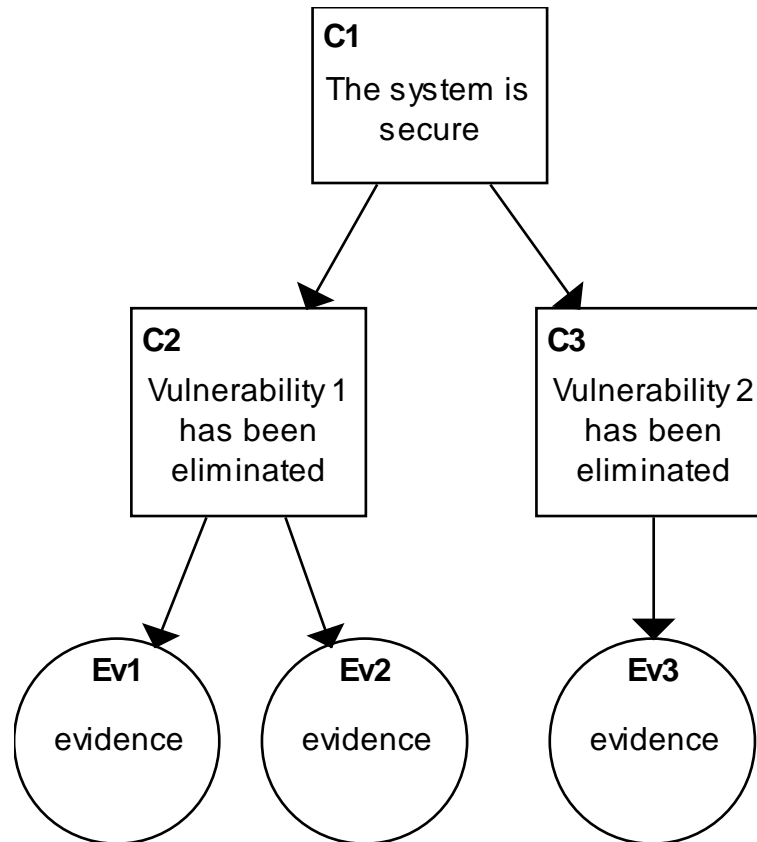 C1
The system is
secure
C2
Vulnerability 1
has been
eliminated
C3
Vulnerability 2
has been
eliminated
Ev1
evidence
Ev2
evidence
Ev3
evidence